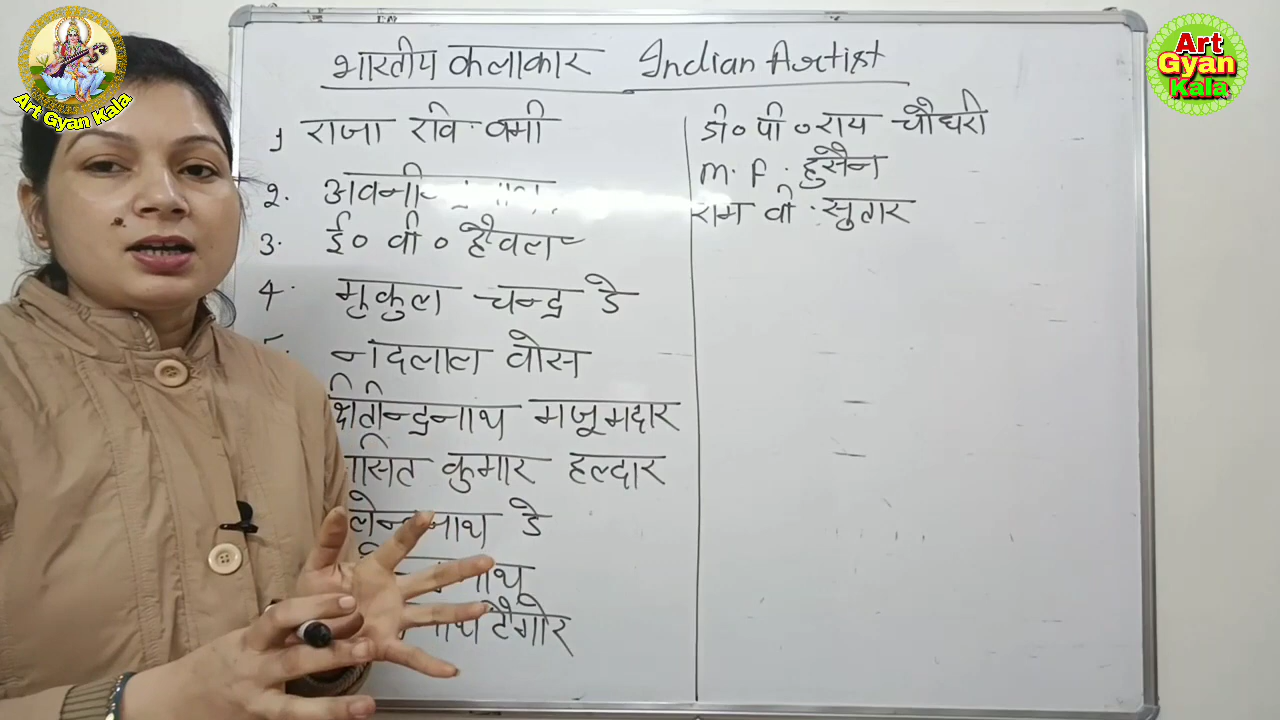 Art Gyan Kala
Art
Gyan
Kala
भारतीय कलाकार Indian Artist
1 राजा रवि वर्मा
2.
3. ई० वी० हैवल
4. मुकुल चन्द्र डे
5. नंदलाल वोस
क्षितीन्द्रनाथ मजूमदार
कुमार हल्दार
डे
टैगोर
डी० पी० राय चौधरी
M. F. हुसैन
राम वी. सुतार